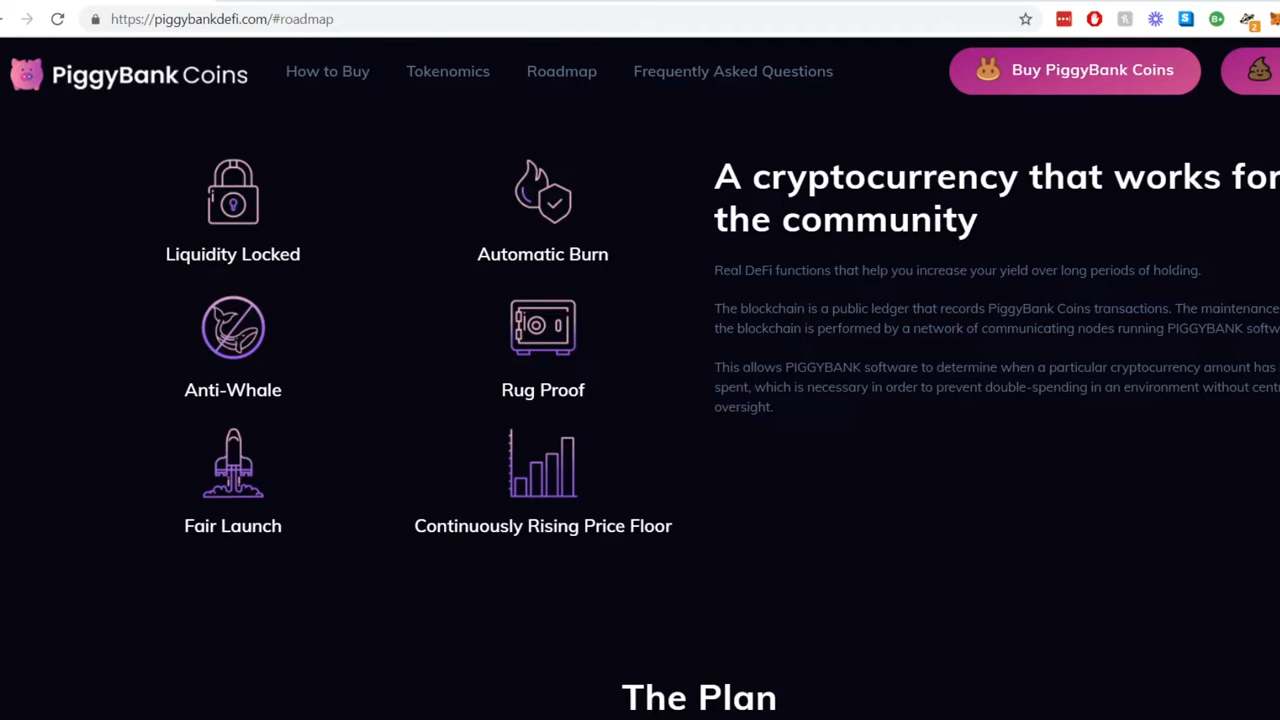 https://piggybankdefi.com/#roadmap
PiggyBank Coins
How to Buy
Tokenomics
Roadmap
Frequently Asked Questions
Buy PiggyBank Coins
Liquidity Locked
Automatic Burn
Anti-Whale
Rug Proof
Fair Launch
Continuously Rising Price Floor
A cryptocurrency that works for
the community
Real DeFi functions that help you increase your yield over long periods of holding.
The blockchain is a public ledger that records PiggyBank Coins transactions. The maintenance
the blockchain is performed by a network of communicating nodes running PIGGYBANK
This allows PIGGYBANK software to determine when a particular cryptocurrency amount has
spent, which is necessary in order to prevent double-spending in an environment without
oversight.
The Plan